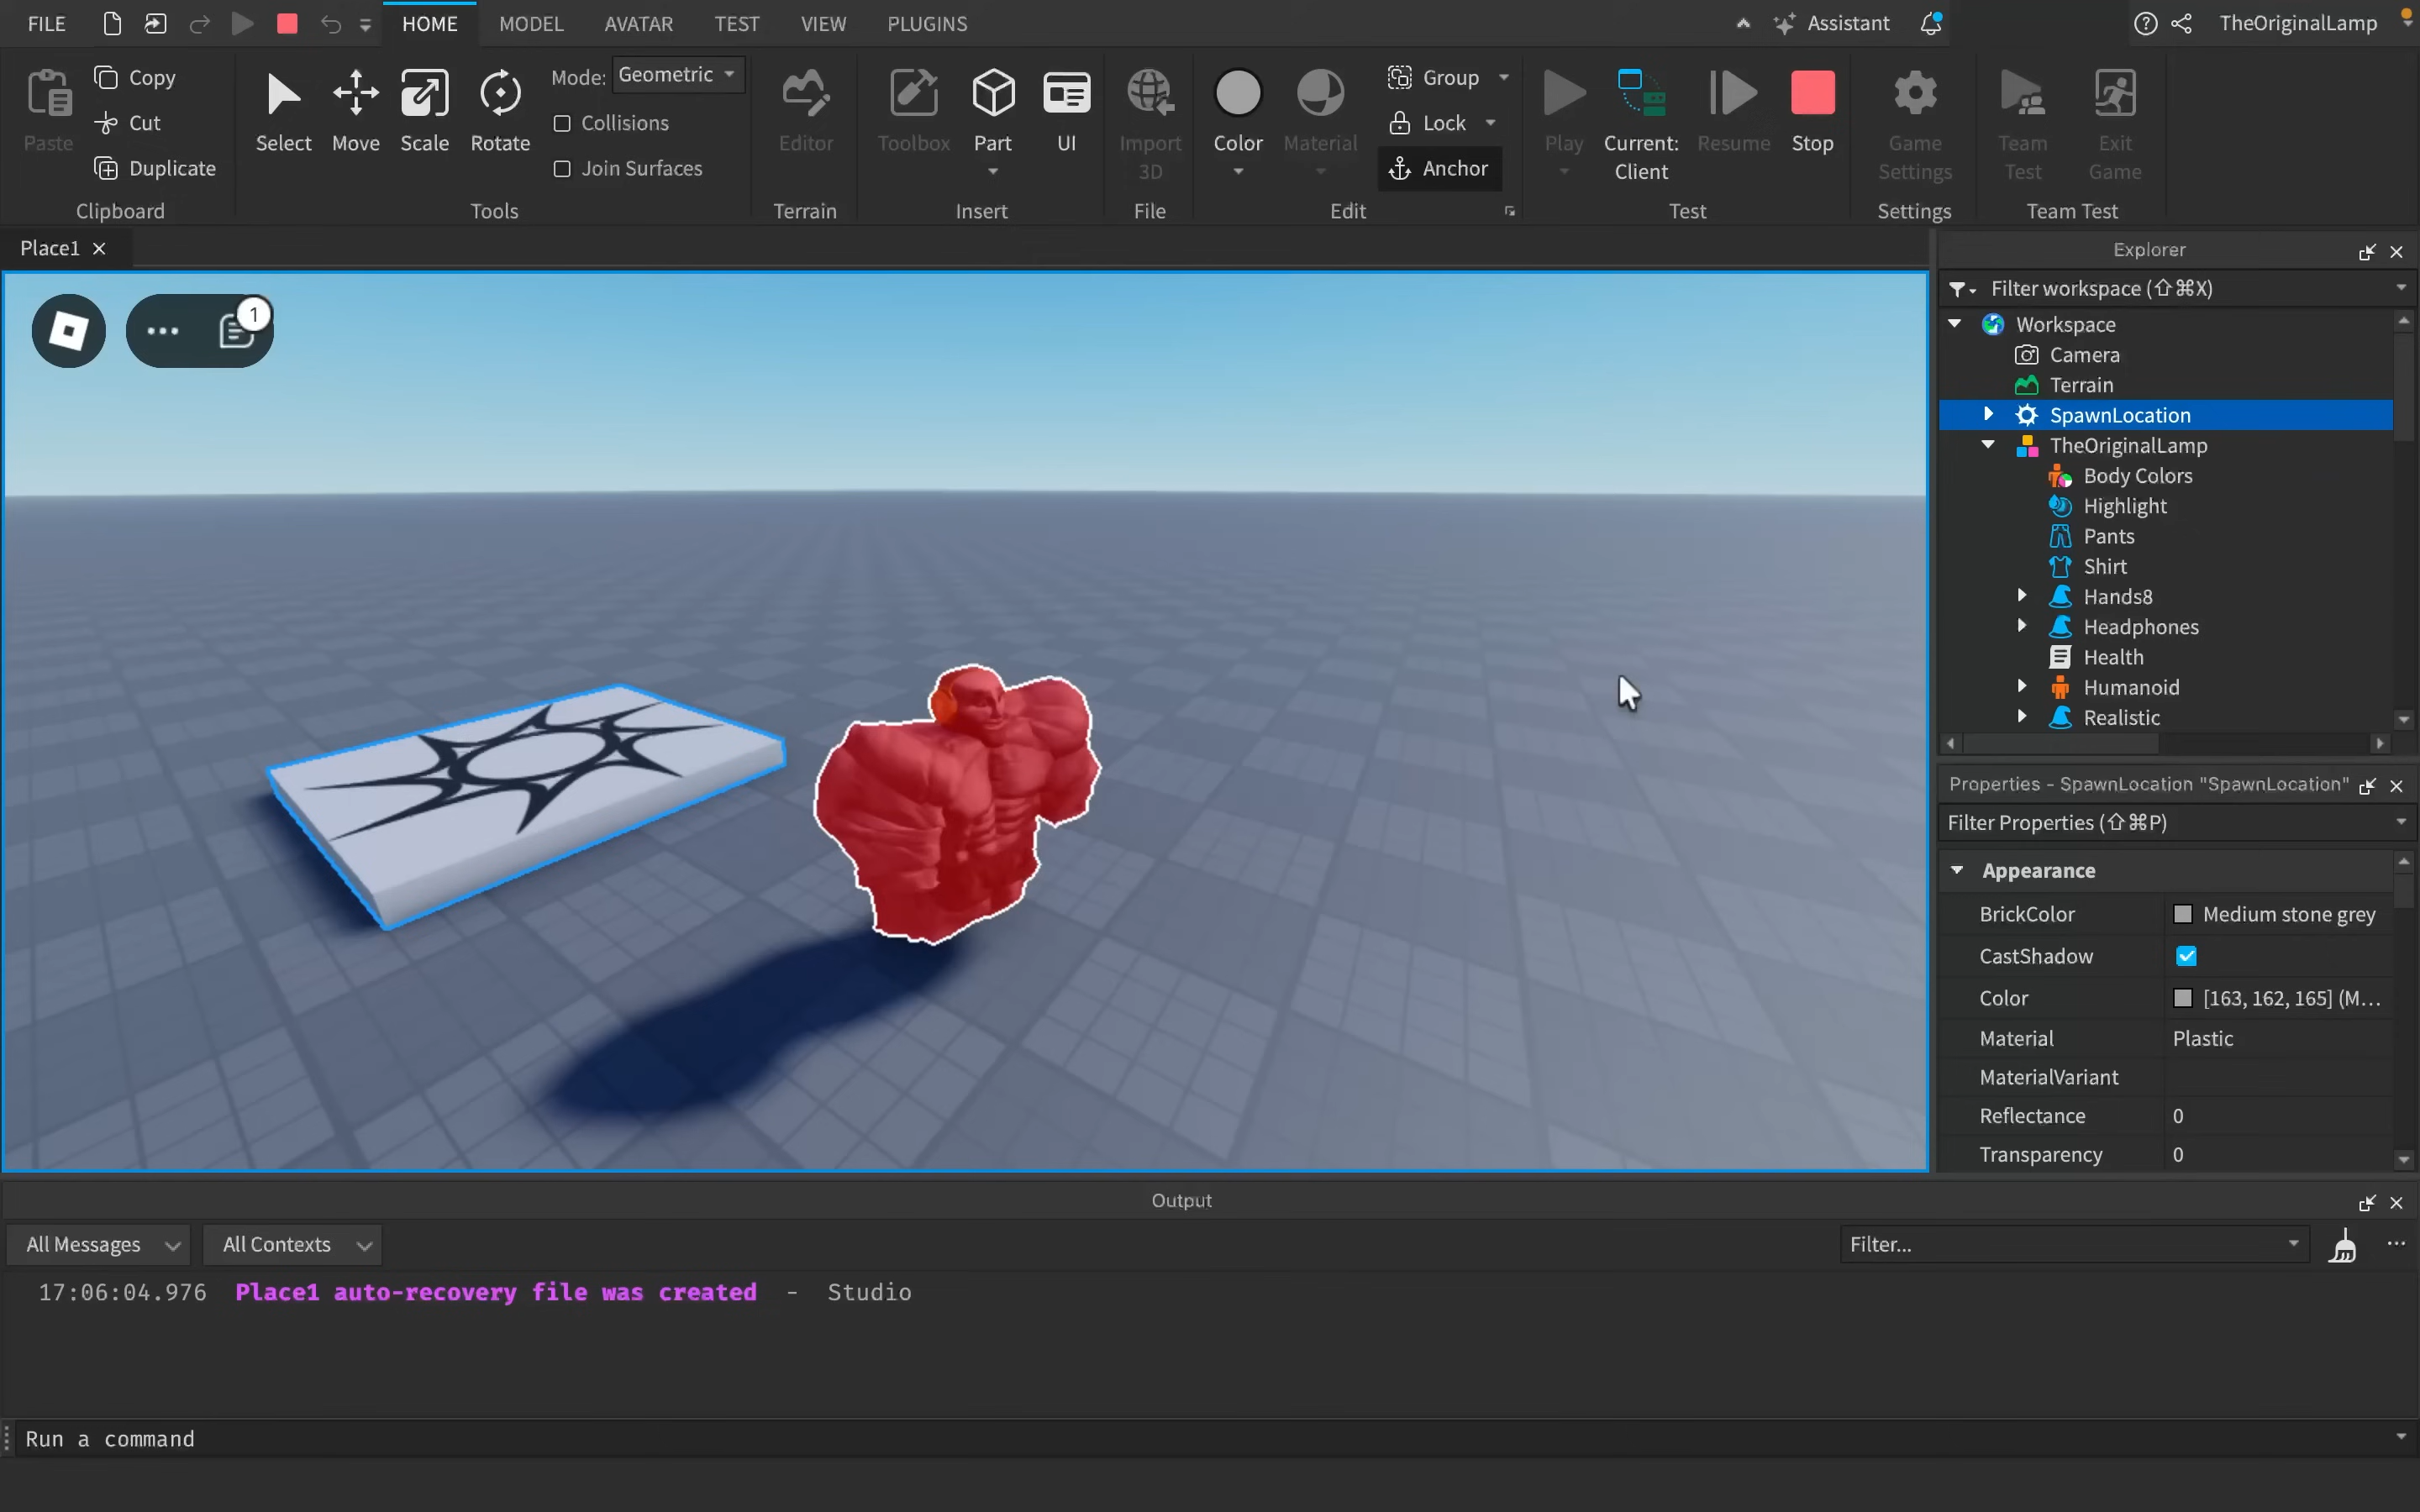 FILE
HOME
MODEL
AVATAR
TEST
VIEW
PLUGINS
Assistant
TheOriginalLamp
Paste
Copy
Cut
Duplicate
Clipboard
Select
Move
Scale
Rotate
Mode: Geometric
Collisions
Join Surfaces
Tools
Editor
Terrain
Toolbox
Part
UI
Insert
Import
3D
File
Color
Material
Group
Lock
Anchor
Edit
Play
Current:
Client
Resume
Stop
Test
Game
Settings
Settings
Team
Test
Exit
Game
Team Test
Place1
1
Explorer
Filter workspace (⇧⌘X)
Workspace
Camera
Terrain
SpawnLocation
TheOriginalLamp
Body Colors
Highlight
Pants
Shirt
Hands8
Headphones
Health
Humanoid
Realistic
Properties - SpawnLocation "SpawnLocation"
Filter Properties (⇧⌘P)
Appearance
BrickColor Medium stone grey
CastShadow
Color [163, 162, 165] (M...
Material Plastic
MaterialVariant
Reflectance 0
Transparency 0
Output
All Messages
All Contexts
Filter...
17:06:04.976 Place1 auto-recovery file was created - Studio
Run a command